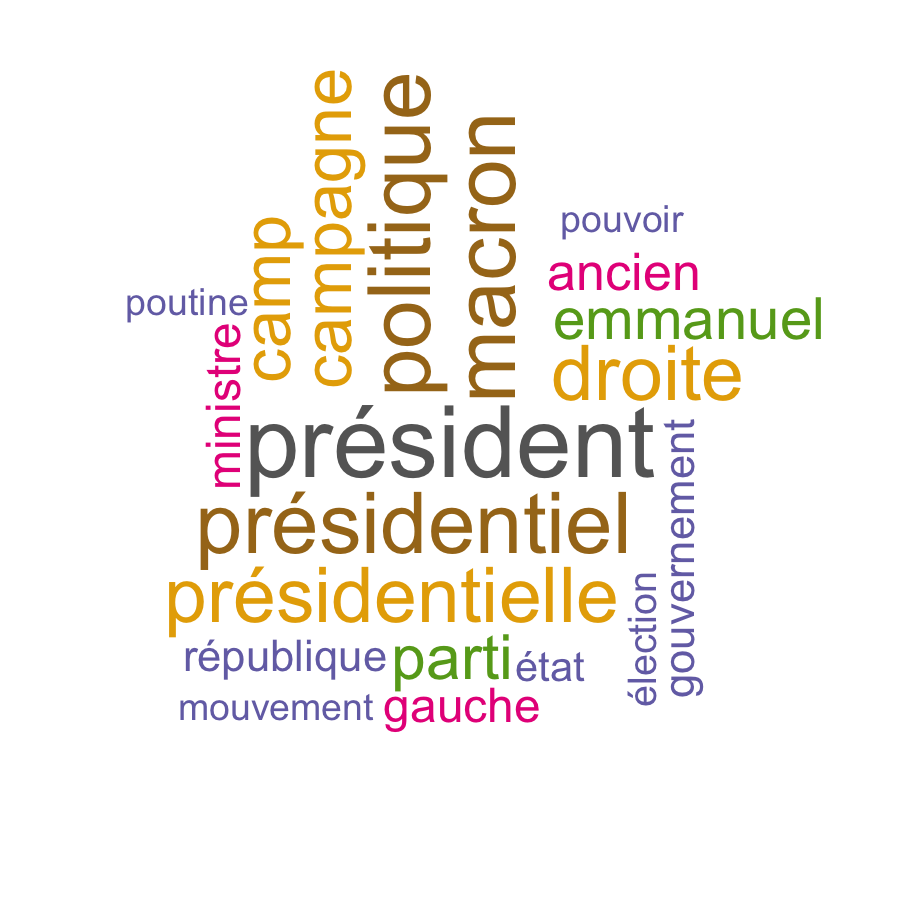 campagne
politique
macron
camp
pouvoir
ancien
poutine
emmanuel
ministre
droite
président
présidentiel
présidentielle
gouvernement
élection
république
parti
état
mouvement
gauche